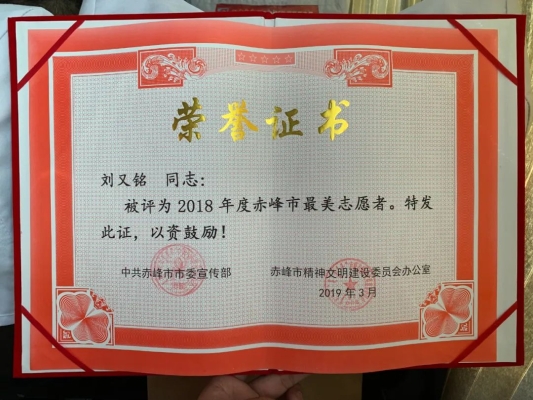 荣誉证书
刘又铭 同志:
被评为2018年度赤峰市最美志愿者。特发
此证,以资鼓励!
中共赤峰市市委宣传部 赤峰市精神文明建设委员会办公室
2019年3月